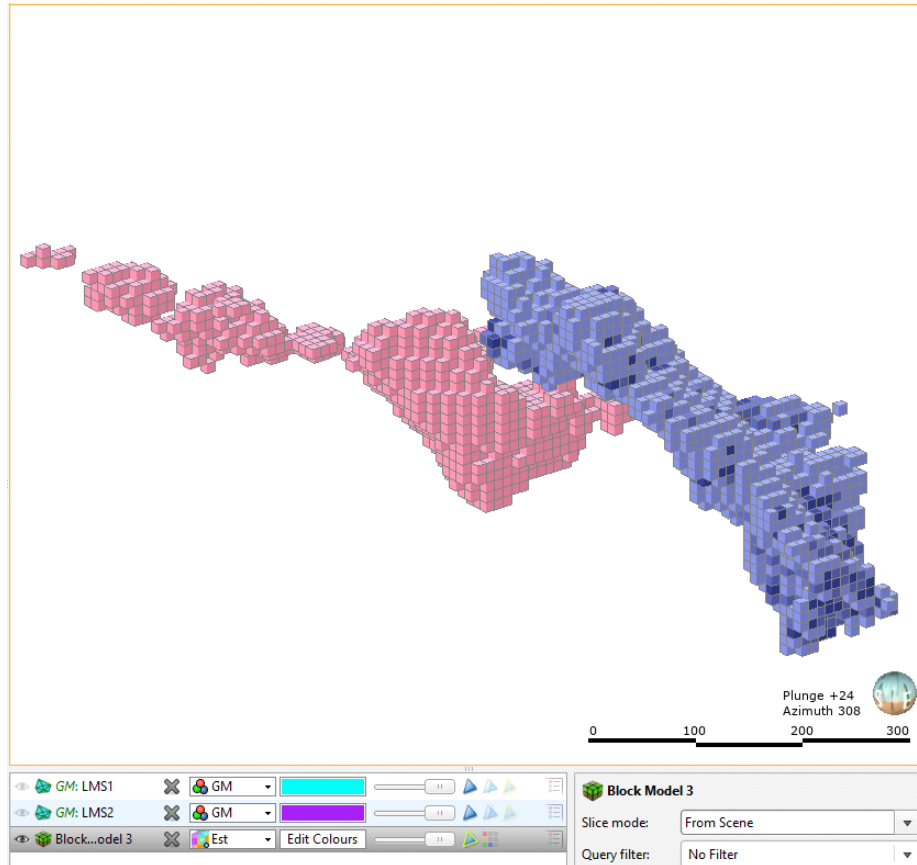 Plunge +24
Azimuth 308
0 100 200 300
GM: LMS1 GM
GM: LMS2 GM
Block...odel 3 Est Edit Colours
Block Model 3
Slice mode: From Scene
Query filter: No Filter